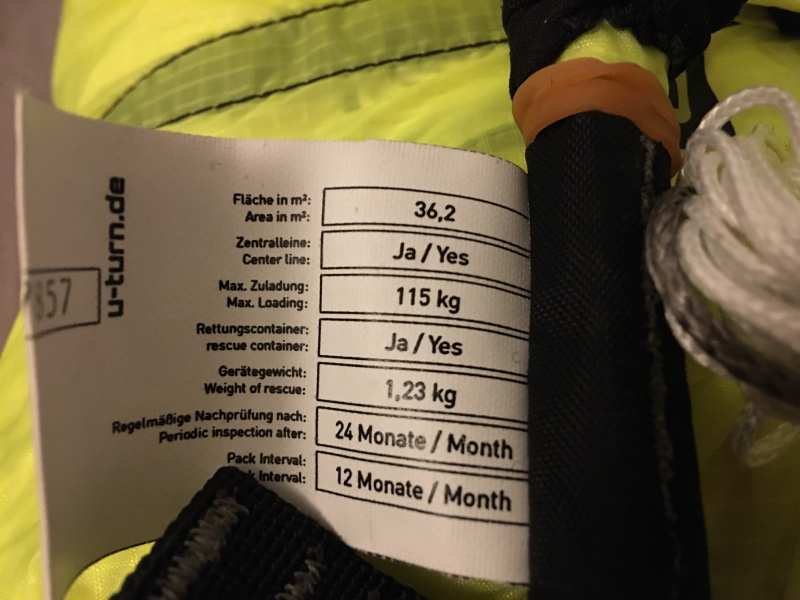 Fläche in m²:
Area in m²:
36,2
Zentralleine:
Center line:
Ja / Yes
Max. Zuladung:
Max. Loading:
115 kg
Rettungscontainer:
rescue container:
Ja / Yes
Gerätegewicht:
Weight of rescue:
1,23 kg
Regelmäßige Nachprüfung nach:
Periodic inspection after:
24 Monate / Month
Pack Interval:
Interval:
12 Monate / Month
u-turn.de
857